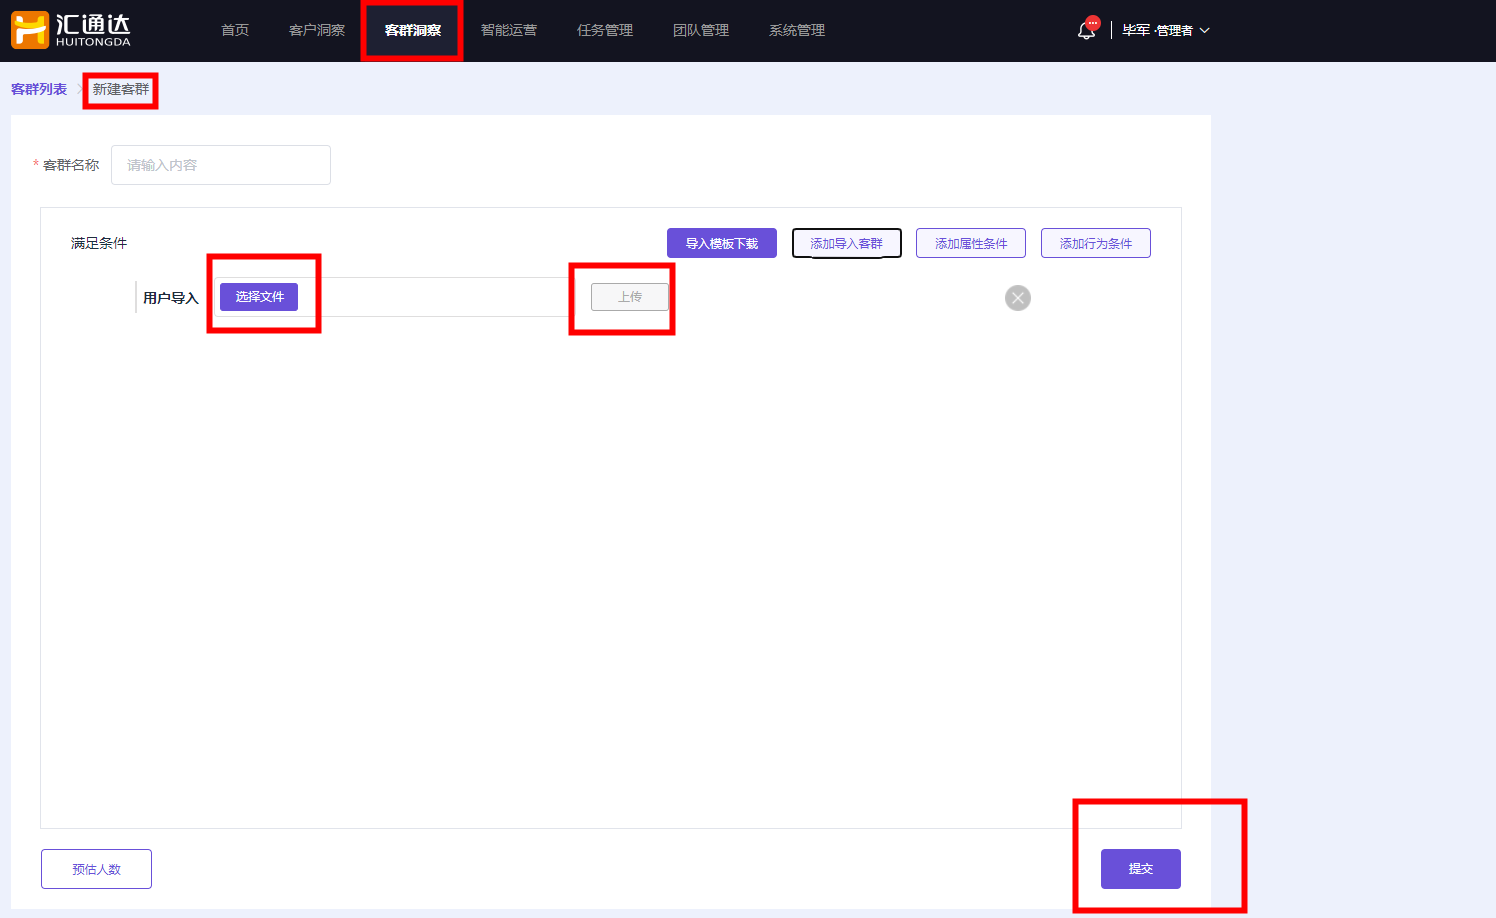 汇通达
HUITONGDA
首页 客户洞察 客群洞察 智能运营 任务管理 团队管理 系统管理
毕军·管理者
客群列表 > 新建客群
* 客群名称 请输入内容
满足条件 导入模板下载 添加导入客群 添加属性条件 添加行为条件
用户导入 选择文件 上传
预估人数 提交